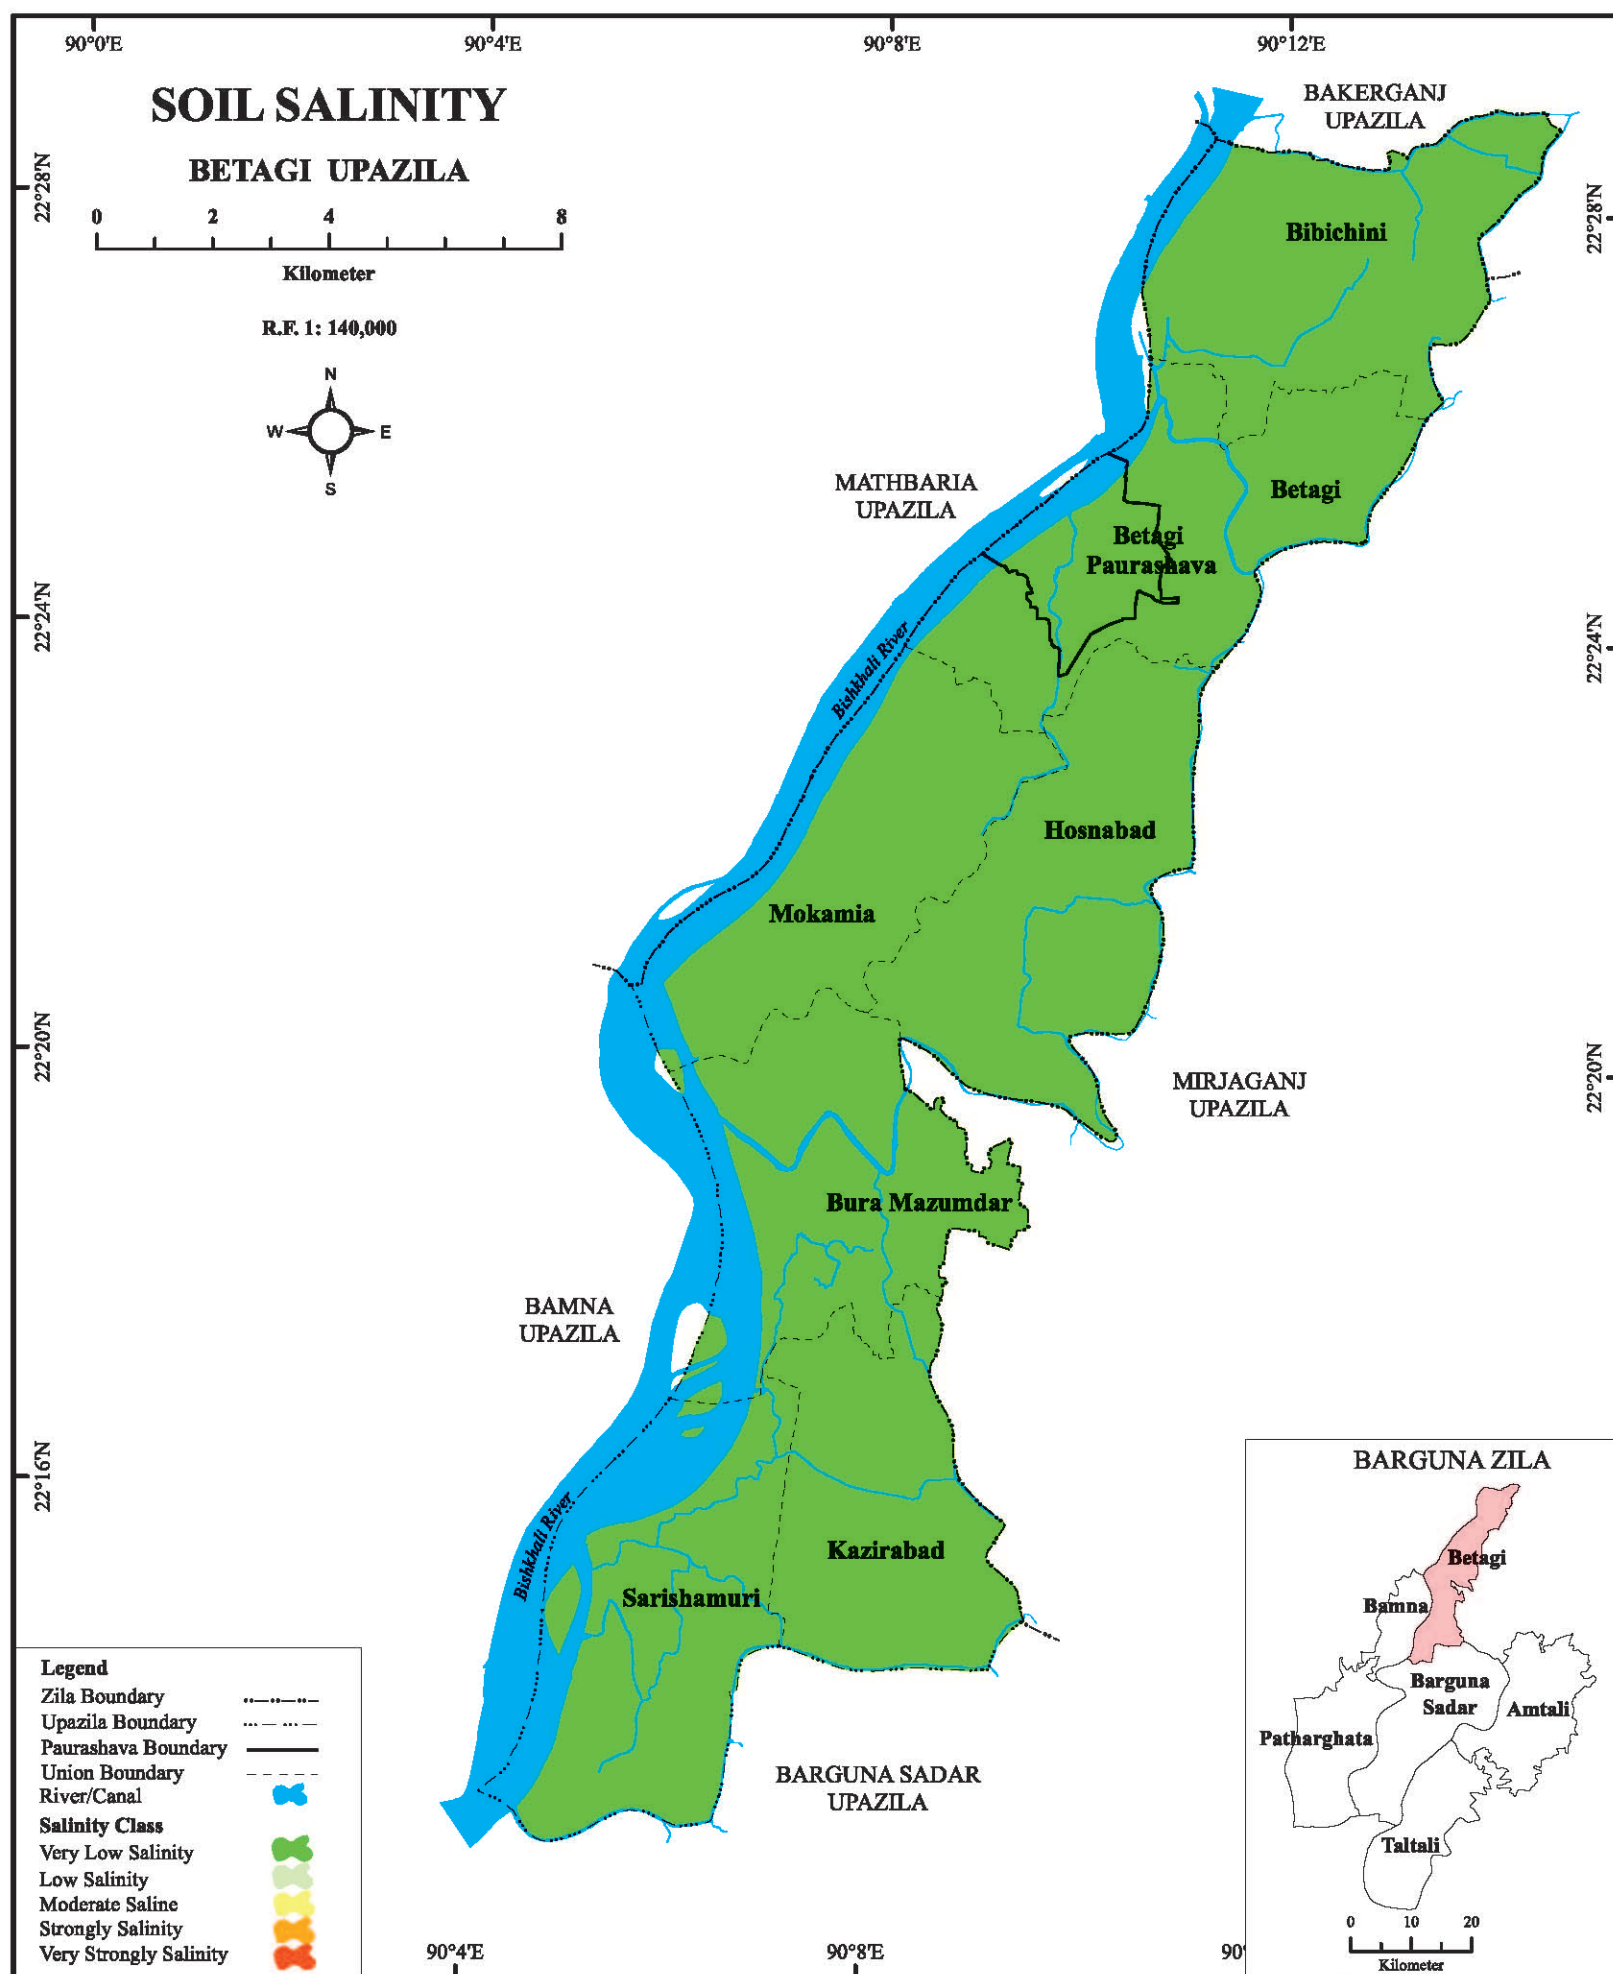 90°0'E
90°4'E
90°8'E
90°12'E
SOIL SALINITY
BETAGI UPAZILA
0 2 4 8
Kilometer
R.F. 1: 140,000
N
W E
S
22°28'N
22°28'N
22°24'N
22°24'N
22°20'N
22°20'N
22°16'N
BAKERGANJ
UPAZILA
Bibichini
MATHBARIA
UPAZILA
Betagi
Betagi
Paurashava
Bishkhali River
Hosnabad
Mokamia
MIRJAGANJ
UPAZILA
Bura Mazumdar
BAMNA
UPAZILA
Bishkhali River
Kazirabad
Sarishamuri
BARGUNA SADAR
UPAZILA
Legend
Zila Boundary
Upazila Boundary
Paurashava Boundary
Union Boundary
River/Canal
Salinity Class
Very Low Salinity
Low Salinity
Moderate Saline
Strongly Salinity
Very Strongly Salinity
BARGUNA ZILA
Betagi
Bamna
Barguna
Sadar
Amtali
Patharghata
Taltali
0 10 20
Kilometer
90°4'E
90°8'E
90°